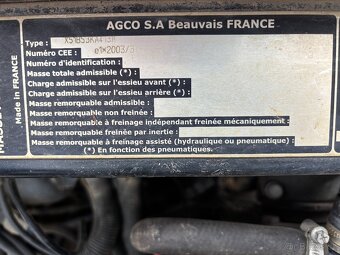 AGCO S.A Beauvais FRANCE
Type :
Numéro CEE :
Numéro d'identification :
Masse totale admissible (*) :
Charge admissible sur l'essieu avant (*) :
Charge admissible sur l'essieu arrière (*) :
Masse remorquable admissible (*) :
Masse remorquable non freinée :
Masse remorquable à freinage indépendant freinée mécaniquement :
Masse remorquable freinée par inertie :
Masse remorquable à freinage assisté (hydraulique ou pneumatique) :
(*) En fonction des pneumatiques.
Made in FRANCE